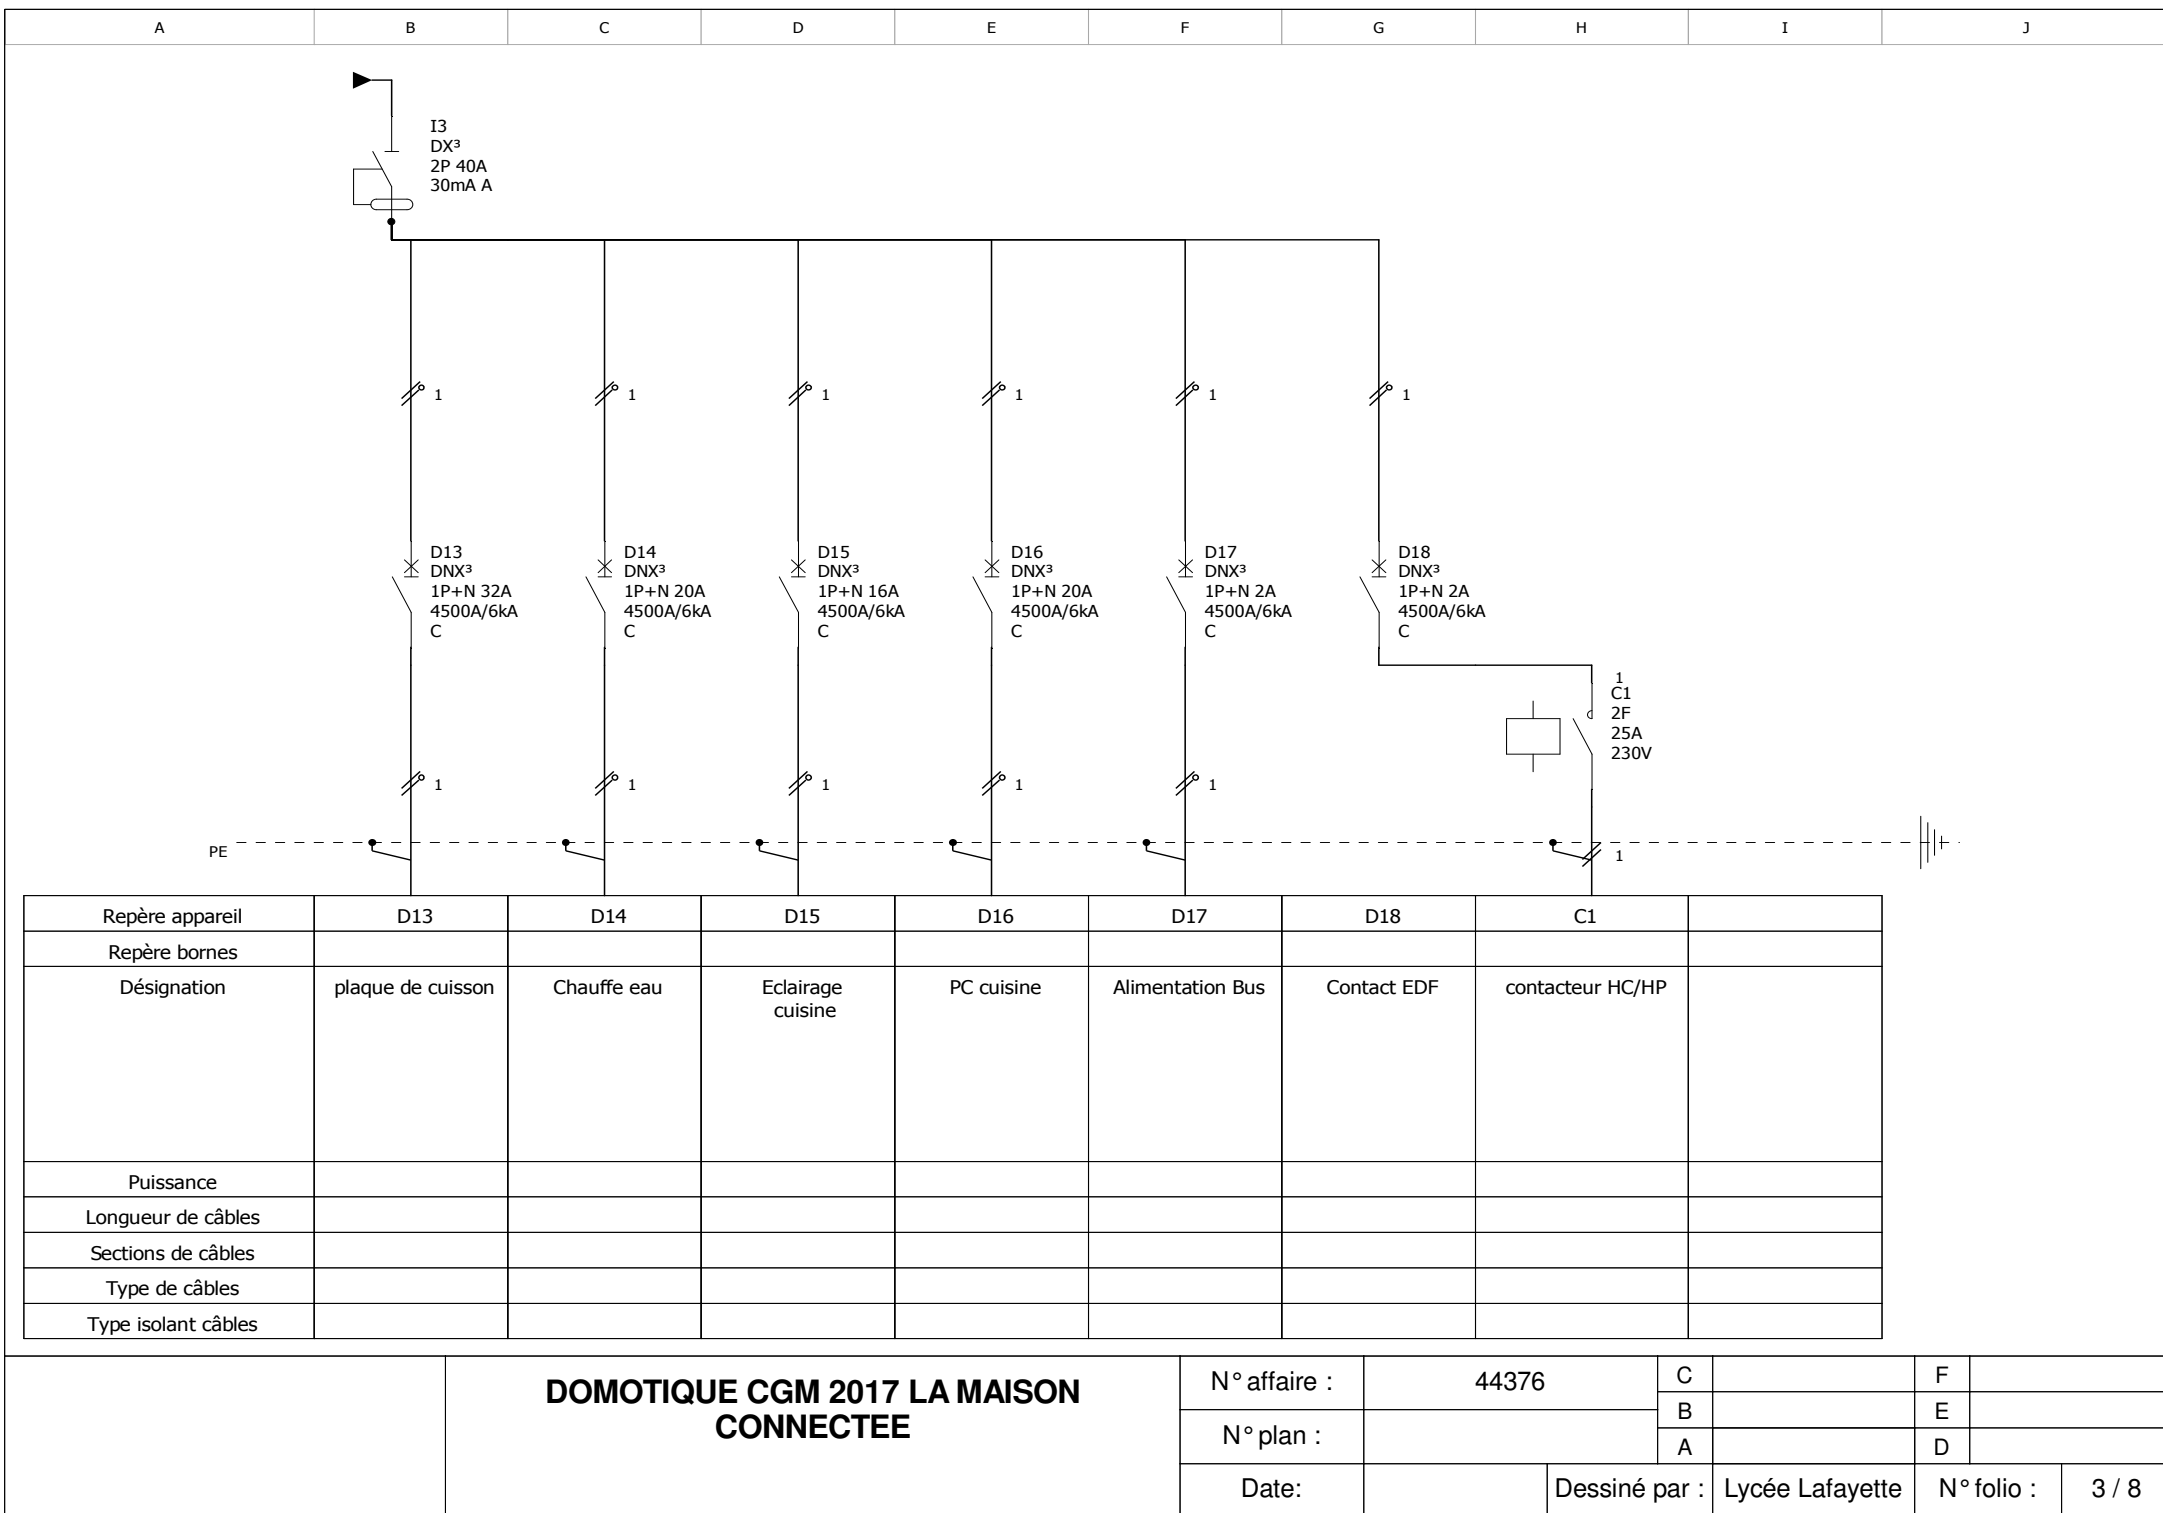 A B C D E F G H I J
I3
DX³
2P 40A
30mA A
1 1 1 1 1 1
D13
DNX³
1P+N 32A
4500A/6kA
C
D14
DNX³
1P+N 20A
4500A/6kA
C
D15
DNX³
1P+N 16A
4500A/6kA
C
D16
DNX³
1P+N 20A
4500A/6kA
C
D17
DNX³
1P+N 2A
4500A/6kA
C
D18
DNX³
1P+N 2A
4500A/6kA
C
1
C1
2F
25A
230V
1 1 1 1 1
PE
1
Repère appareil D13 D14 D15 D16 D17 D18 C1
Repère bornes
Désignation plaque de cuisson Chauffe eau Eclairage PC cuisine Alimentation Bus Contact EDF contacteur HC/HP
cuisine
Puissance
Longueur de câbles
Sections de câbles
Type de câbles
Type isolant câbles
DOMOTIQUE CGM 2017 LA MAISON
CONNECTEE
N° affaire : 44376 C F
B E
N° plan :
A D
Date: Dessiné par : Lycée Lafayette N° folio : 3 / 8